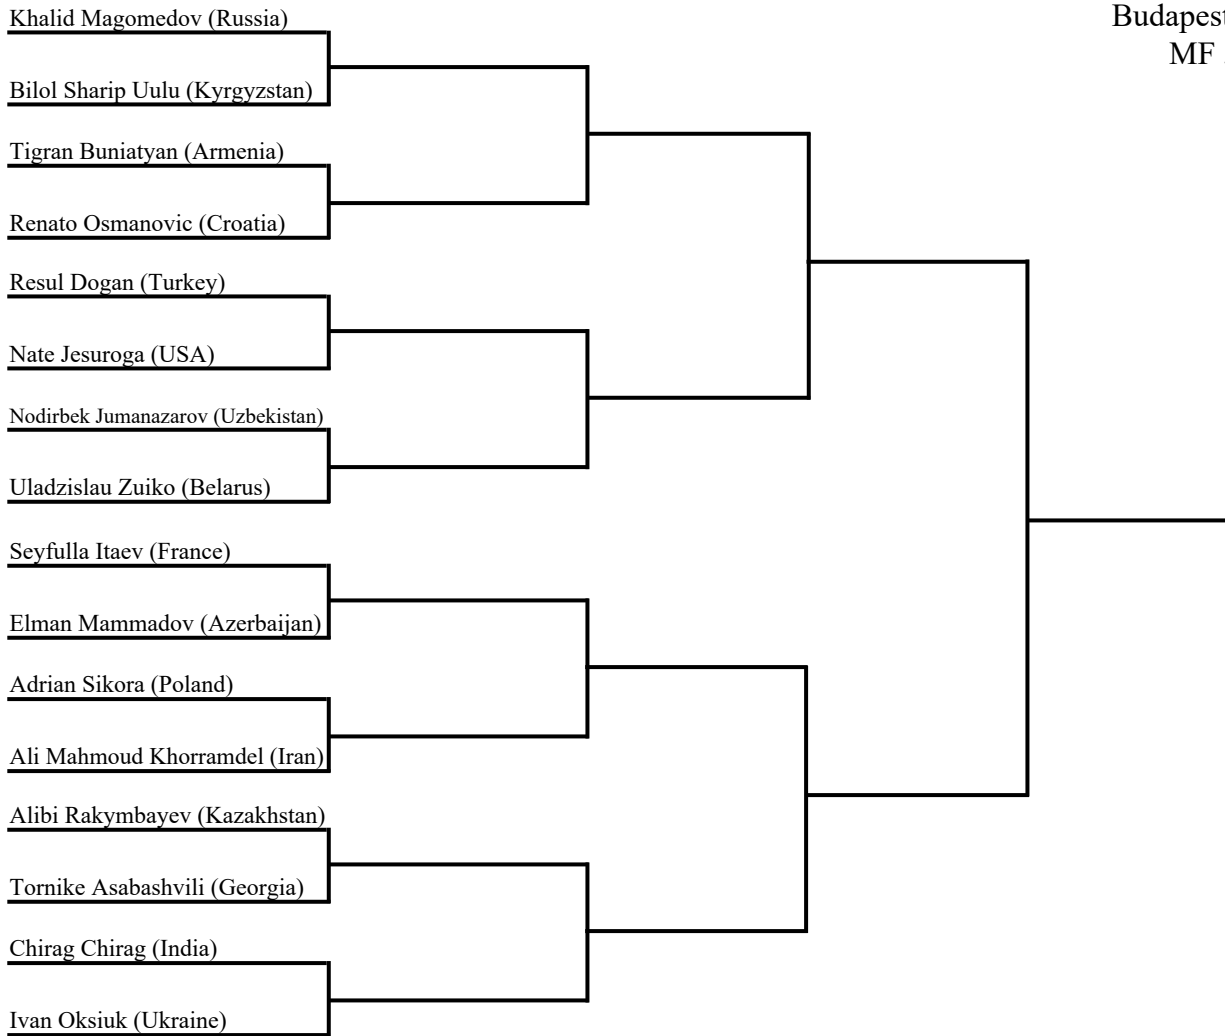 Khalid Magomedov (Russia)
Budapest
MF
Bilol Sharip Uulu (Kyrgyzstan)
Tigran Buniatyan (Armenia)
Renato Osmanovic (Croatia)
Resul Dogan (Turkey)
Nate Jesuroga (USA)
Nodirbek Jumanazarov (Uzbekistan)
Uladzislau Zuiko (Belarus)
Seyfulla Itaev (France)
Elman Mammadov (Azerbaijan)
Adrian Sikora (Poland)
Ali Mahmoud Khorramdel (Iran)
Alibi Rakymbayev (Kazakhstan)
Tornike Asabashvili (Georgia)
Chirag Chirag (India)
Ivan Oksiuk (Ukraine)